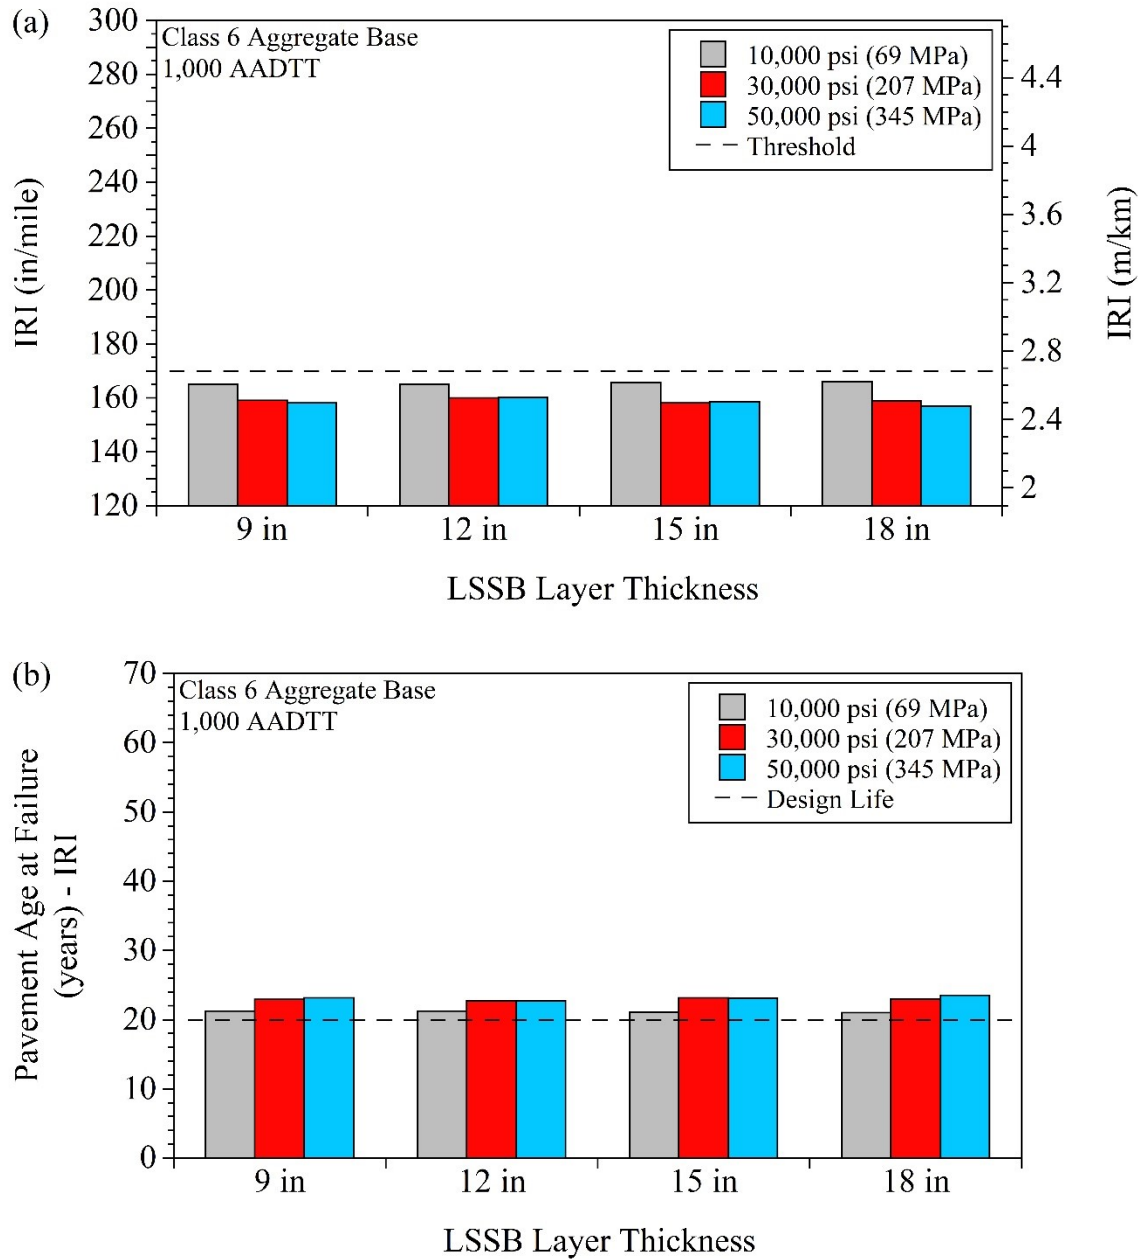 (a)
300
290
280
270
260
240
220
200
180
170
160
140
120
IRI (in/mile)
Class 6 Aggregate Base
1,000 AADTT
10,000 psi (69 MPa)
30,000 psi (207 MPa)
50,000 psi (345 MPa)
Threshold
4.4
4
3.6
3.2
2.8
2.4
2
IRI (m/km)
9 in
12 in
15 in
18 in
LSSB Layer Thickness
(b)
70
60
50
40
30
20
10
0
Pavement Age at Failure
(years) - IRI
Class 6 Aggregate Base
1,000 AADTT
10,000 psi (69 MPa)
30,000 psi (207 MPa)
50,000 psi (345 MPa)
Design Life
9 in
12 in
15 in
18 in
LSSB Layer Thickness